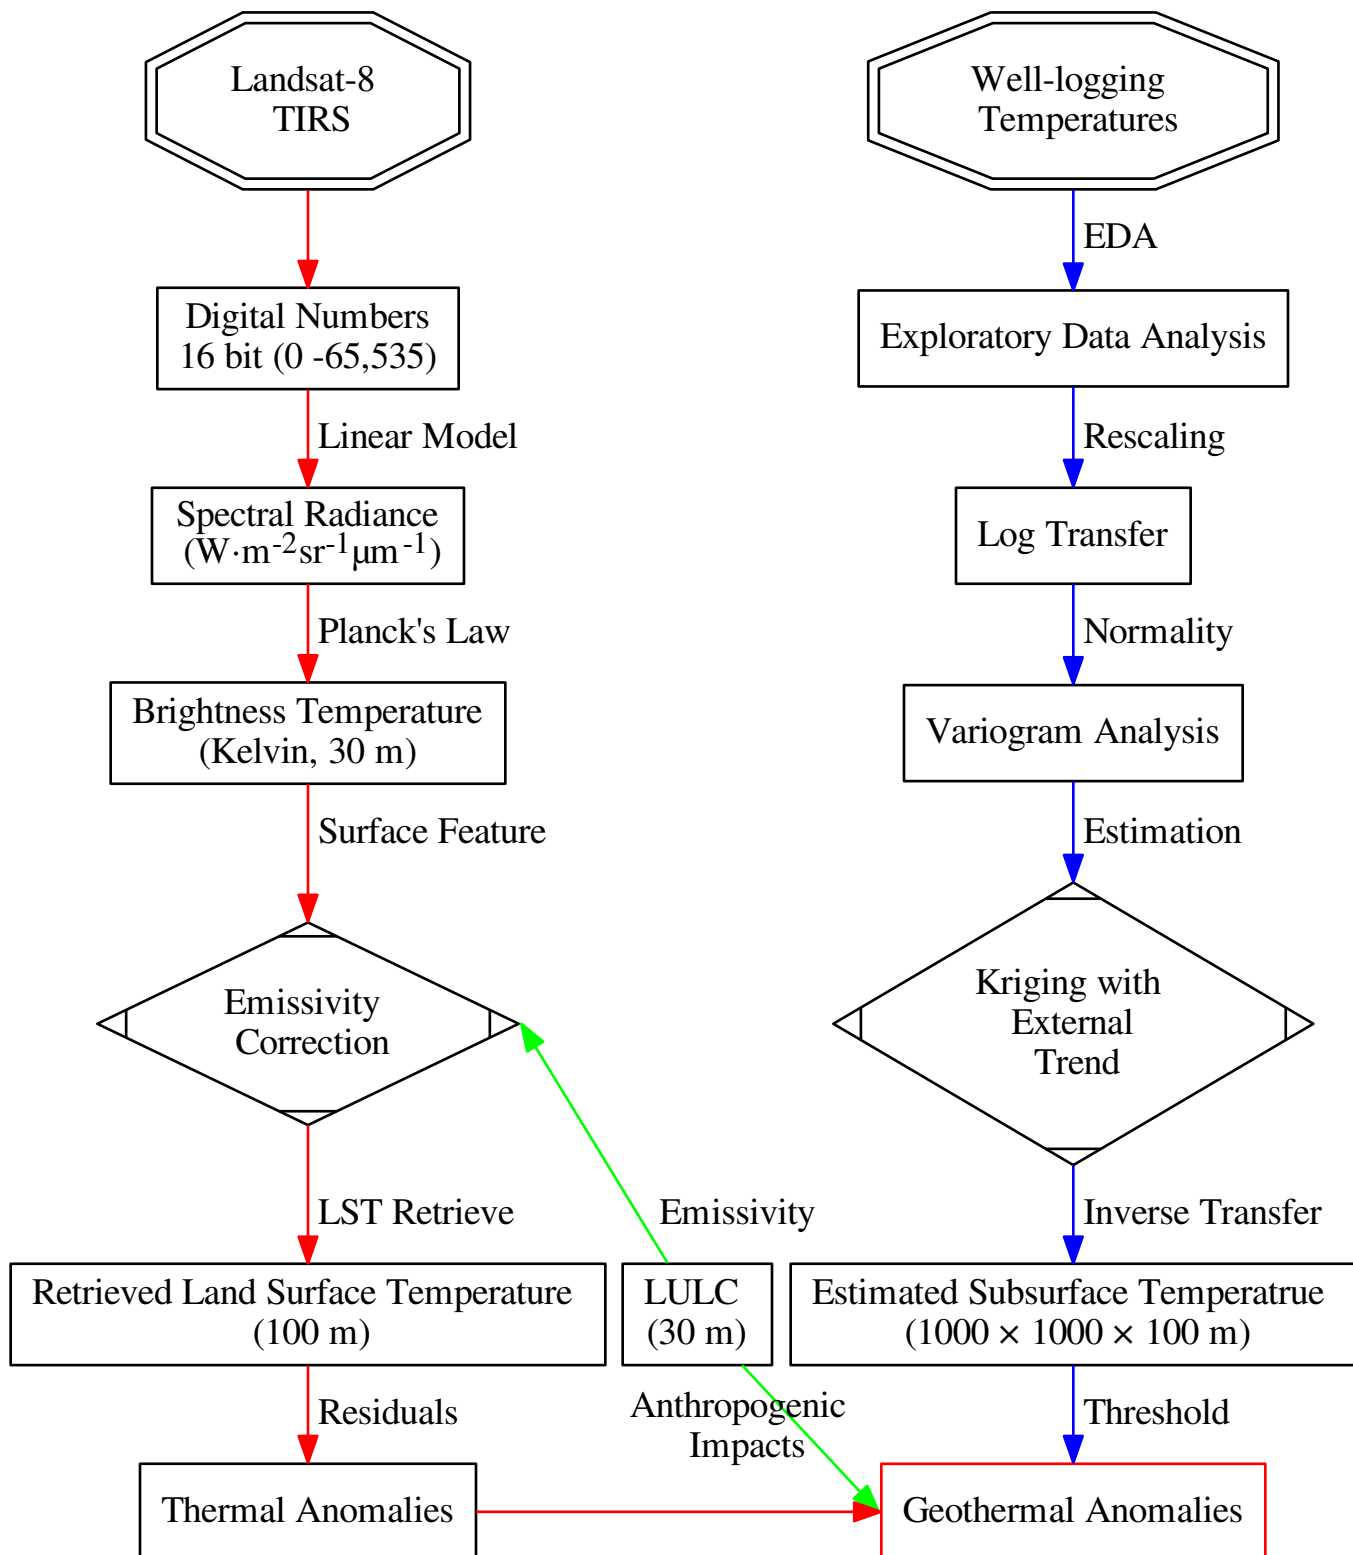 Landsat-8
TIRS
Digital Numbers
16 bit (0 -65,535)
Linear Model
Spectral Radiance
(W·m⁻²sr⁻¹µm⁻¹)
Planck's Law
Brightness Temperature
(Kelvin, 30 m)
Surface Feature
Emissivity
Correction
LST Retrieve
Retrieved Land Surface Temperature
(100 m)
Residuals
Thermal Anomalies
Emissivity
LULC
(30 m)
Anthropogenic
Impacts
Well-logging
Temperatures
EDA
Exploratory Data Analysis
Rescaling
Log Transfer
Normality
Variogram Analysis
Estimation
Kriging with
External
Trend
Inverse Transfer
Estimated Subsurface Temperatrue
(1000 × 1000 × 100 m)
Threshold
Geothermal Anomalies